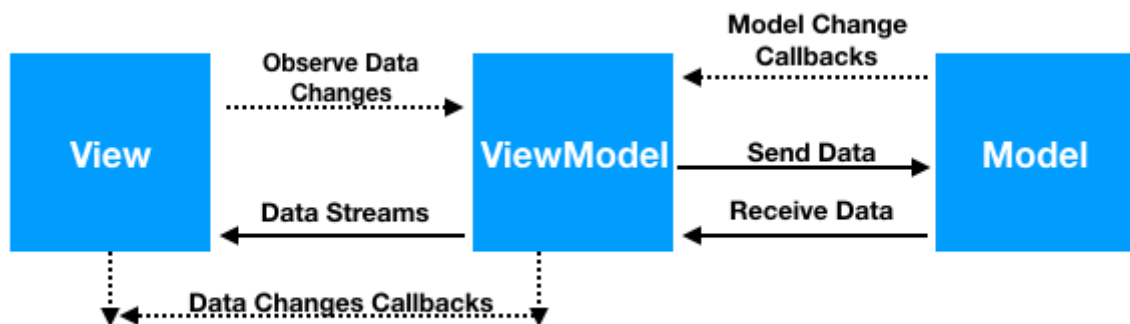 Model Change
Callbacks
Observe Data
Changes
View
ViewModel
Send Data
Model
Data Streams
Receive Data
Data Changes Callbacks